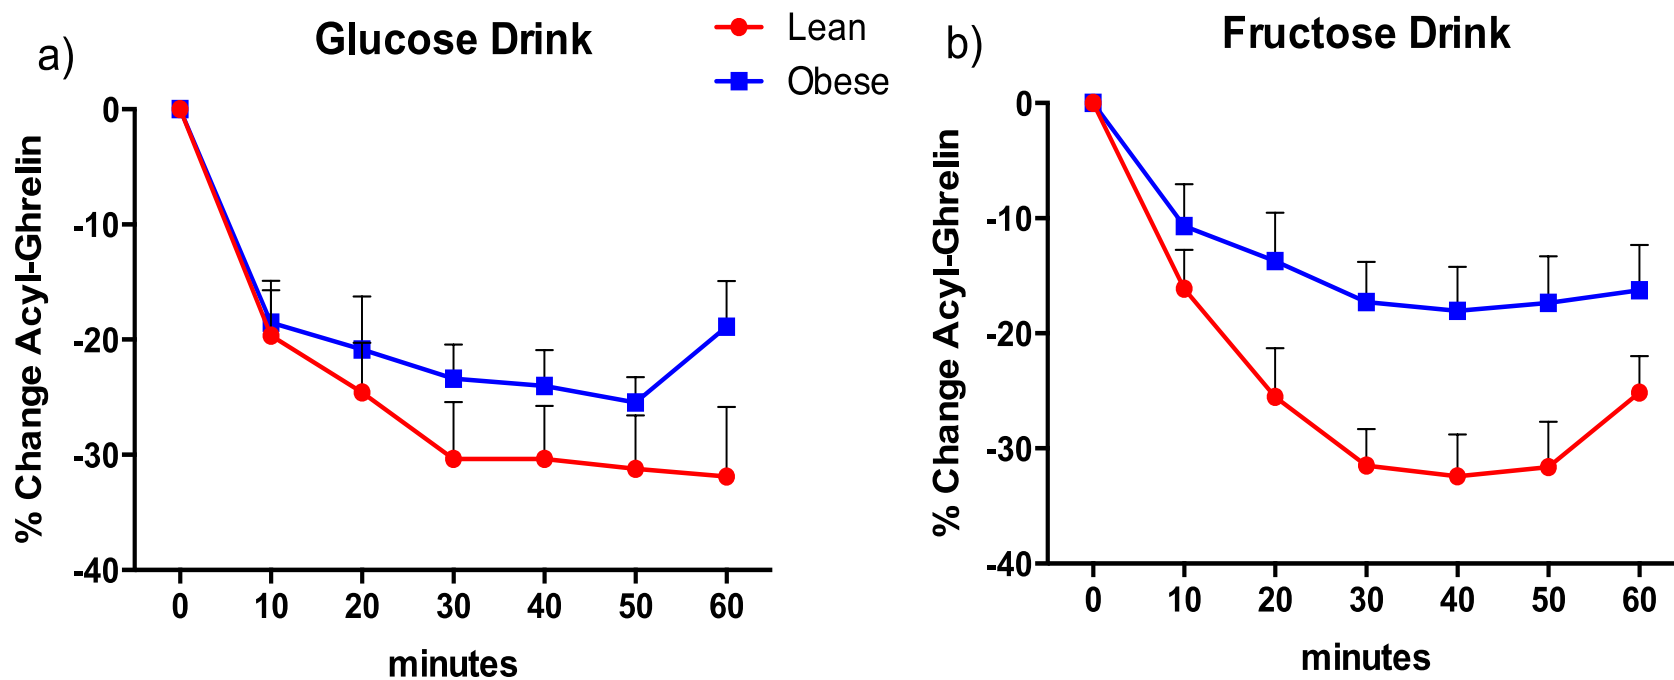 a)
Glucose Drink
Lean
Obese
% Change Acyl-Ghrelin
0
-10
-20
-30
-40
0 10 20 30 40 50 60
minutes
b)
Fructose Drink
% Change Acyl-Ghrelin
0
-10
-20
-30
-40
0 10 20 30 40 50 60
minutes